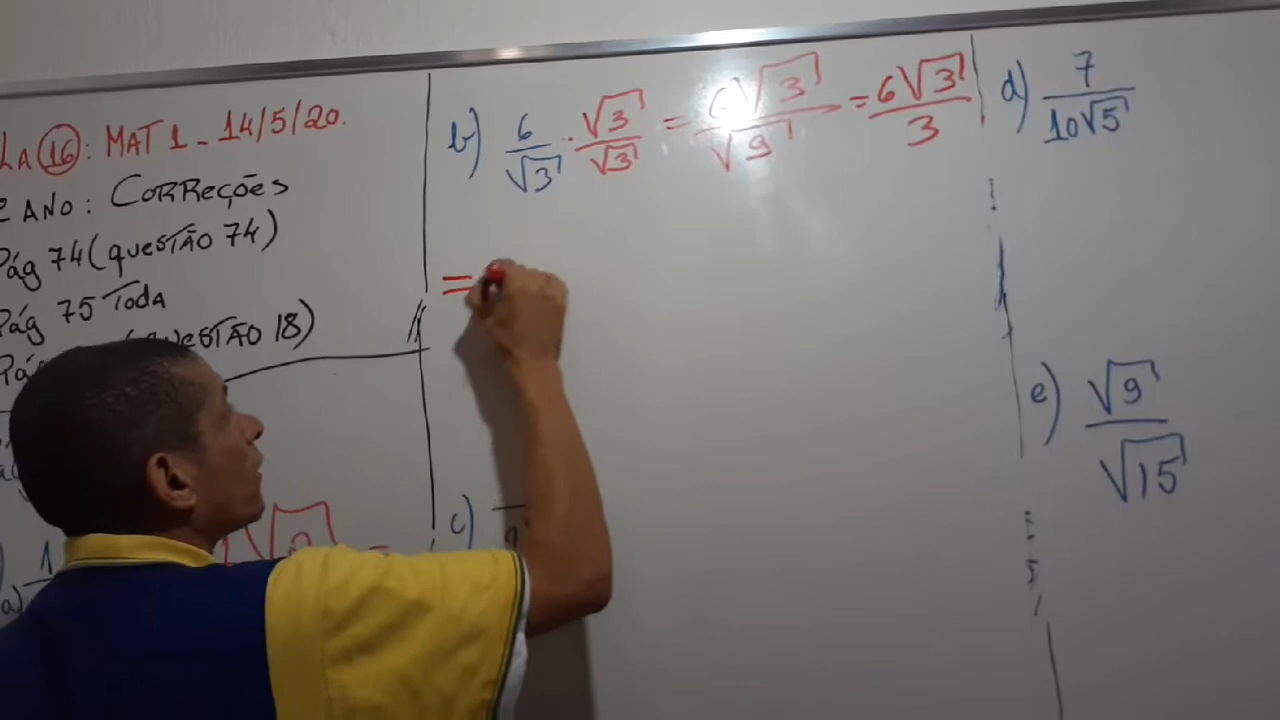 LA 16: MAT 1 - 14/5/20.
ANO: CORREÇÕES
Pág 74 (questão 74)
Pág 75 Toda
(questão 18)
a) 1
b) 6/√3 · √3/√3 = 6√3/√9 = 6√3/3
=
c)
d) 7/10√5
e) √9/√15